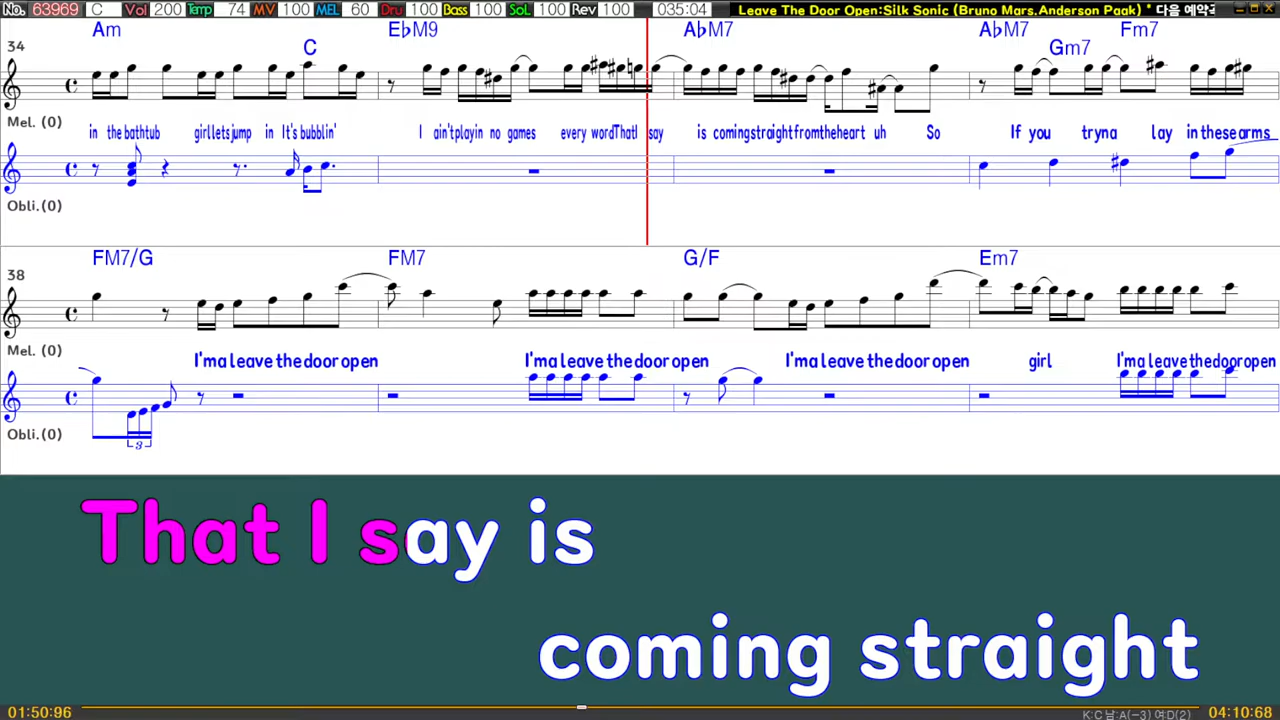 No. 63969 C Vol 200 Temp 74 MV 100 MEL 60 Dru 100 Bass 100 SoL 100 Rev 100 035:04 Leave The Door Open:Silk Sonic (Bruno Mars.Anderson Paak) * 다음 예약곡
Am C E♭M9 A♭M7 A♭M7 Gm7 Fm7
34
Mel. (0)
in the bathtub girl lets jump in It's bubblin' I ain't playin no games every word That I say is coming straight from the heart uh So If you tryna lay in these arms
Obli.(0)
FM7/G FM7 G/F Em7
38
Mel. (0)
I'ma leave the door open I'ma leave the door open I'ma leave the door open girl I'ma leave the door open
3
Obli.(0)
That I say is
coming straight
01:50:96 K:C 남:A(-3) 여:D(2) 04:10:68